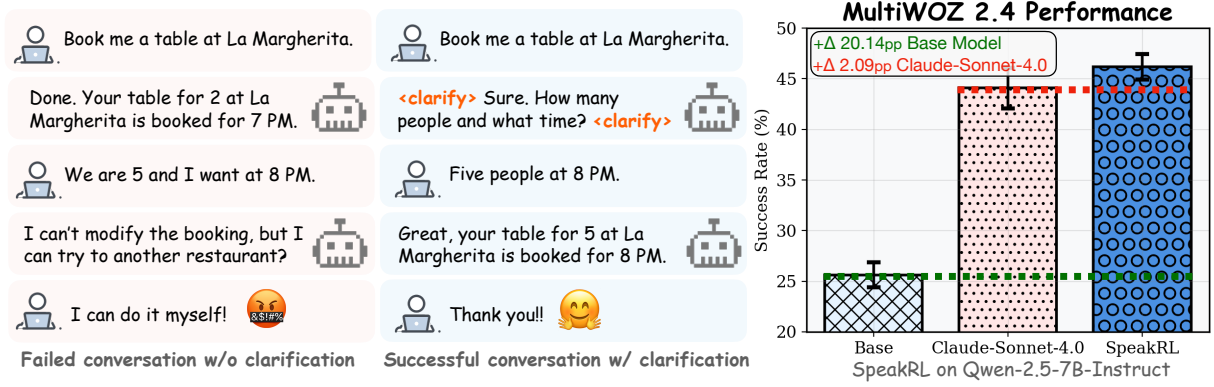 Book me a table at La Margherita.
Done. Your table for 2 at La
Margherita is booked for 7 PM.
We are 5 and I want at 8 PM.
I can't modify the booking, but I
can try to another restaurant?
I can do it myself!
&$!#%
Failed conversation w/o clarification
Book me a table at La Margherita.
<clarify> Sure. How many
people and what time? <clarify>
Five people at 8 PM.
Great, your table for 5 at La
Margherita is booked for 8 PM.
Thank you!!
Successful conversation w/ clarification
MultiWOZ 2.4 Performance
+Δ 20.14pp Base Model
+Δ 2.09pp Claude-Sonnet-4.0
Success Rate (%)
50
45
40
35
30
25
20
Base Claude-Sonnet-4.0 SpeakRL
SpeakRL on Qwen-2.5-7B-Instruct